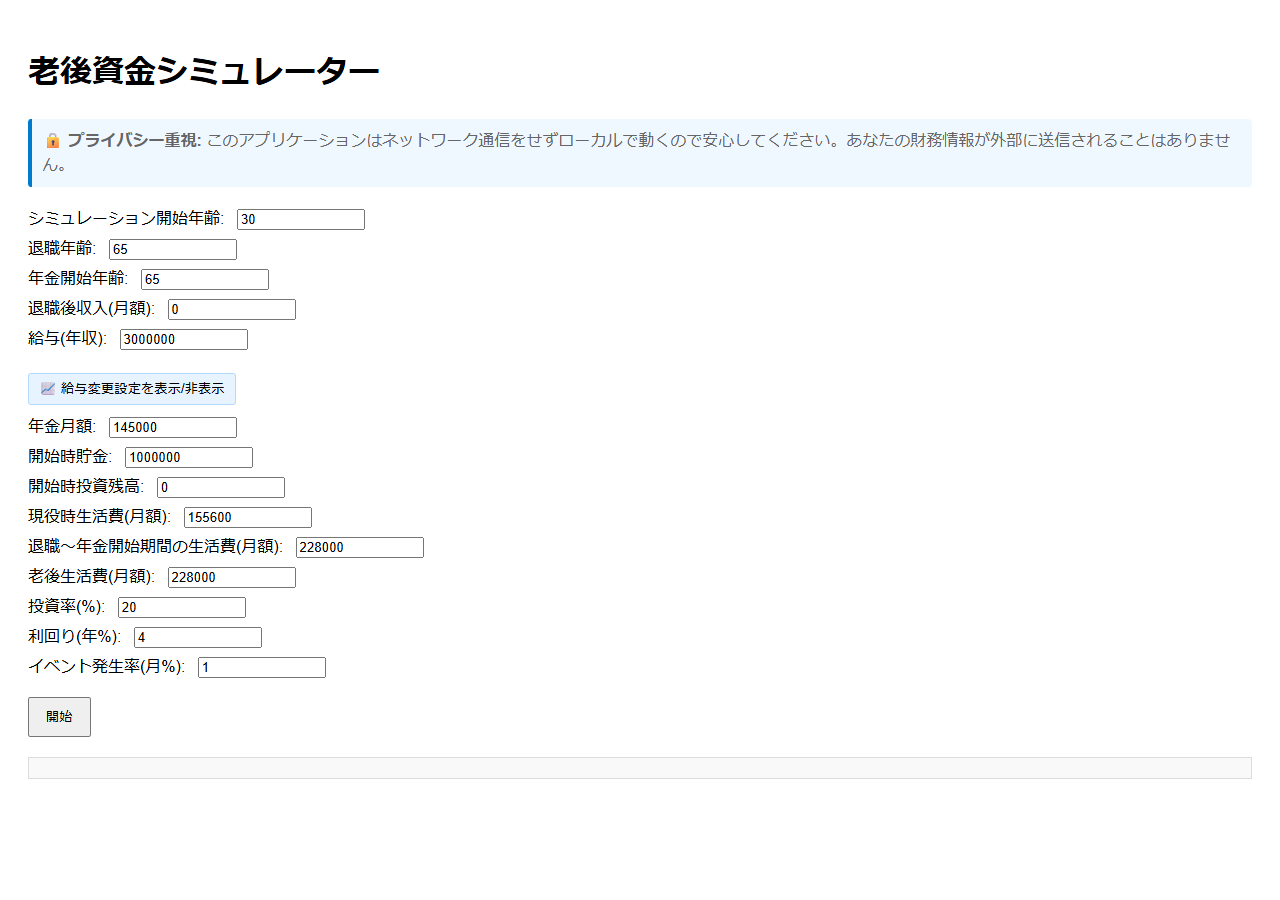 老後資金シミュレーター
🔒 プライバシー重視: このアプリケーションはネットワーク通信をせずローカルで動くので安心してください。あなたの財務情報が外部に送信されることはありませ
ん。
シミュレーション開始年齢: 30
退職年齢: 65
年金開始年齢: 65
退職後収入(月額): 0
給与(年収): 3000000
📈 給与変更設定を表示/非表示
年金月額: 145000
開始時貯金: 1000000
開始時投資残高: 0
現役時生活費(月額): 155600
退職〜年金開始期間の生活費(月額): 228000
老後生活費(月額): 228000
投資率(%): 20
利回り(年%): 4
イベント発生率(月%): 1
開始